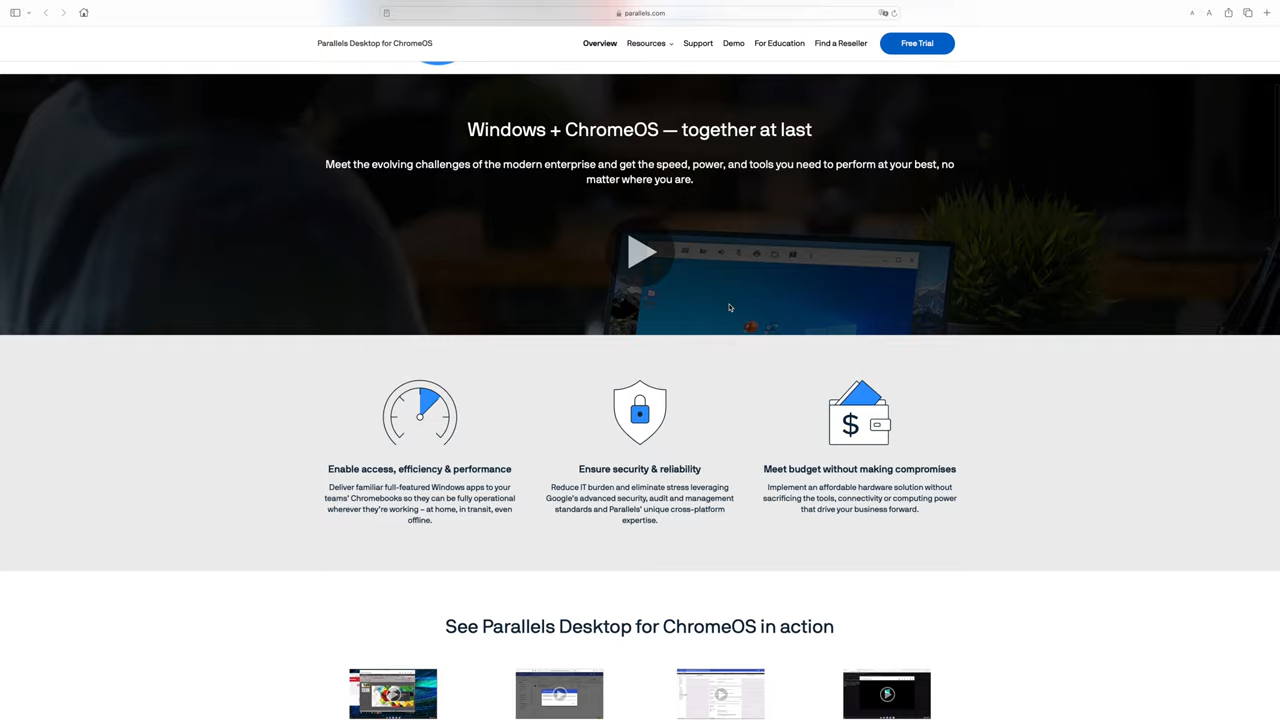 parallels.com
A A
Parallels Desktop for ChromeOS
Overview Resources Support Demo For Education Find a Reseller Free Trial
Windows + ChromeOS — together at last
Meet the evolving challenges of the modern enterprise and get the speed, power, and tools you need to perform at your best, no
matter where you are.
$
Enable access, efficiency & performance
Deliver familiar full-featured Windows apps to your
teams' Chromebooks so they can be fully operational
wherever they're working – at home, in transit, even
offline.
Ensure security & reliability
Reduce IT burden and eliminate stress leveraging
Google's advanced security, audit and management
standards and Parallels' unique cross-platform
expertise.
Meet budget without making compromises
Implement an affordable hardware solution without
sacrificing the tools, connectivity or computing power
that drive your business forward.
See Parallels Desktop for ChromeOS in action